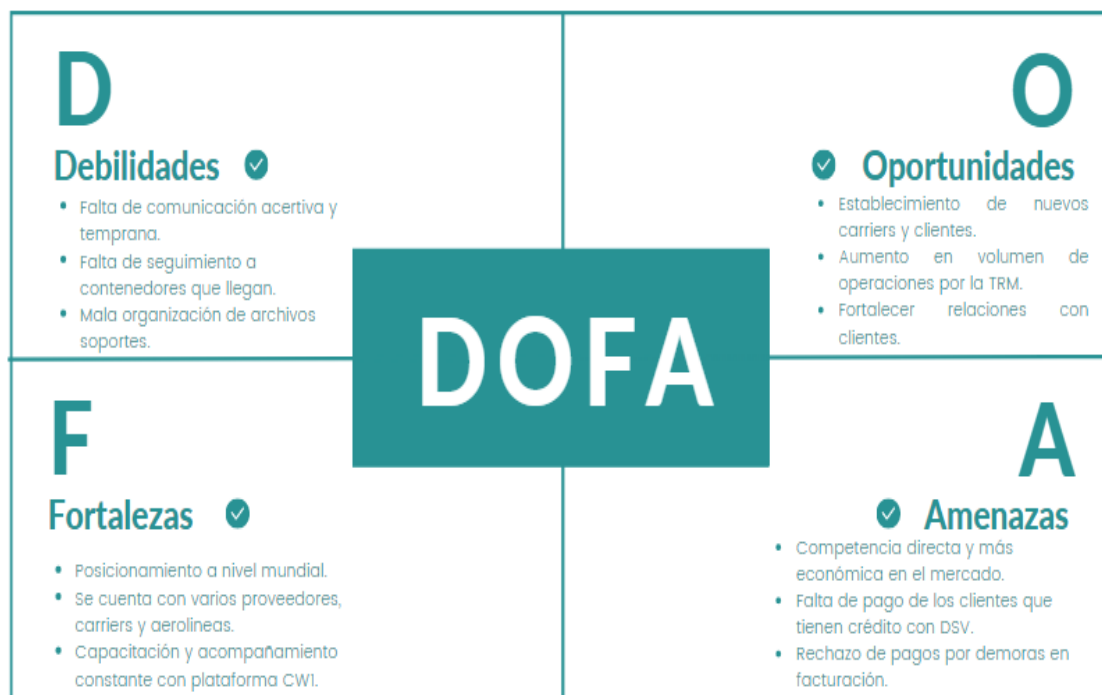 D
Debilidades
• Falta de comunicación acertiva y
temprana.
• Falta de seguimiento a
contenedores que llegan.
• Mala organización de archivos
soportes.
O
Oportunidades
• Establecimiento de nuevos
carriers y clientes.
• Aumento en volumen de
operaciones por la TRM.
• Fortalecer relaciones con
clientes.
DOFA
F
Fortalezas
• Posicionamiento a nivel mundial.
• Se cuenta con varios proveedores,
carriers y aerolineas.
• Capacitación y acompañamiento
constante con plataforma CW1.
A
Amenazas
• Competencia directa y más
económica en el mercado.
• Falta de pago de los clientes que
tienen crédito con DSV.
• Rechazo de pagos por demoras en
facturación.